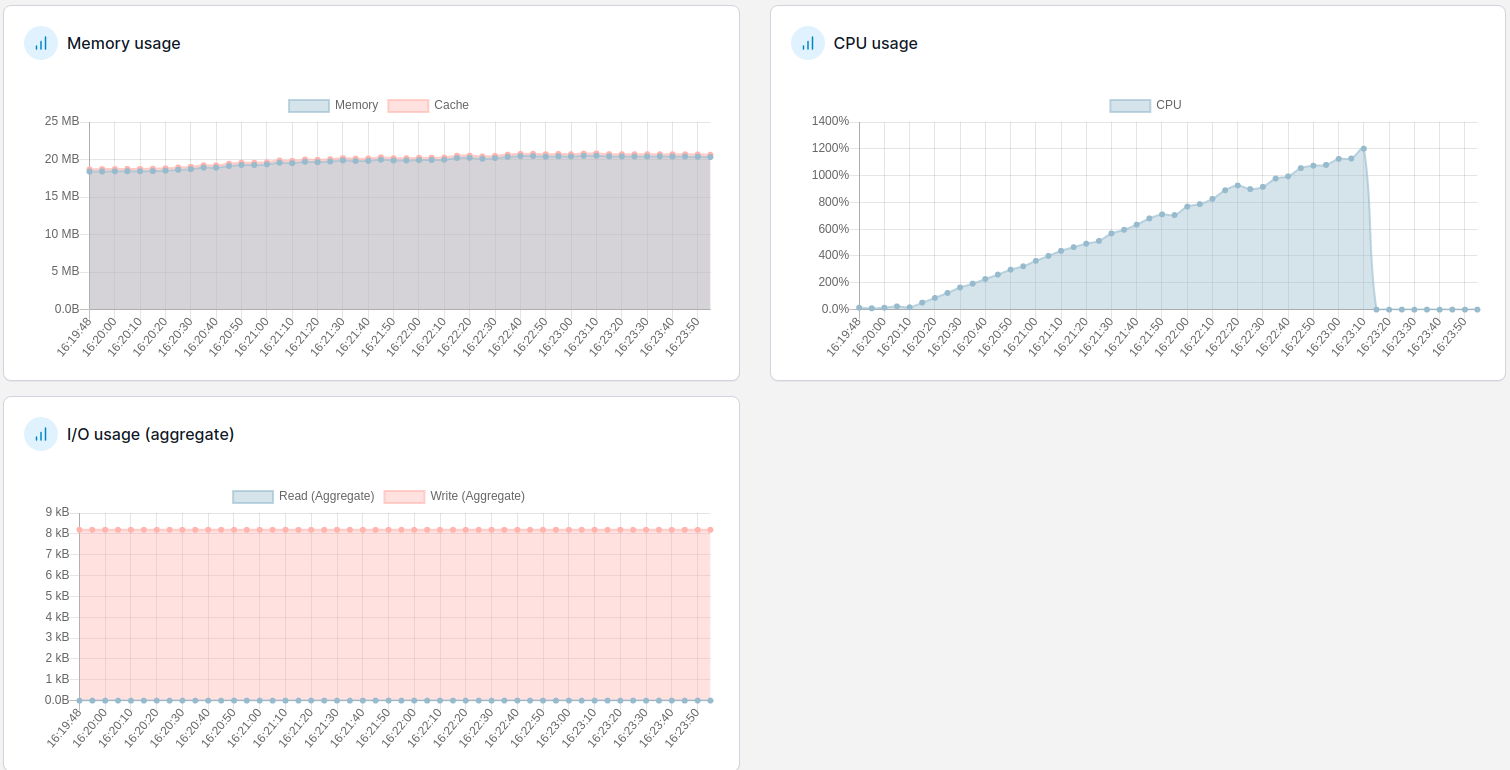 Memory usage
Memory Cache
25 MB
20 MB
15 MB
10 MB
5 MB
0.0B
16:19:48 16:20:00 16:20:10 16:20:20 16:20:30 16:20:40 16:20:50 16:21:00 16:21:10 16:21:20 16:21:30 16:21:40 16:21:50 16:22:00 16:22:10 16:22:20 16:22:30 16:22:40 16:22:50 16:23:00 16:23:10 16:23:20 16:23:30 16:23:40 16:23:50
CPU usage
CPU
1400%
1200%
1000%
800%
600%
400%
200%
0.0%
16:19:48 16:20:00 16:20:10 16:20:20 16:20:30 16:20:40 16:20:50 16:21:00 16:21:10 16:21:20 16:21:30 16:21:40 16:21:50 16:22:00 16:22:10 16:22:20 16:22:30 16:22:40 16:22:50 16:23:00 16:23:10 16:23:20 16:23:30 16:23:40 16:23:50
I/O usage (aggregate)
Read (Aggregate) Write (Aggregate)
9 kB
8 kB
7 kB
6 kB
5 kB
4 kB
3 kB
2 kB
1 kB
0.0B
16:19:48 16:20:00 16:20:10 16:20:20 16:20:30 16:20:40 16:20:50 16:21:00 16:21:10 16:21:20 16:21:30 16:21:40 16:21:50 16:22:00 16:22:10 16:22:20 16:22:30 16:22:40 16:22:50 16:23:00 16:23:10 16:23:20 16:23:30 16:23:40 16:23:50